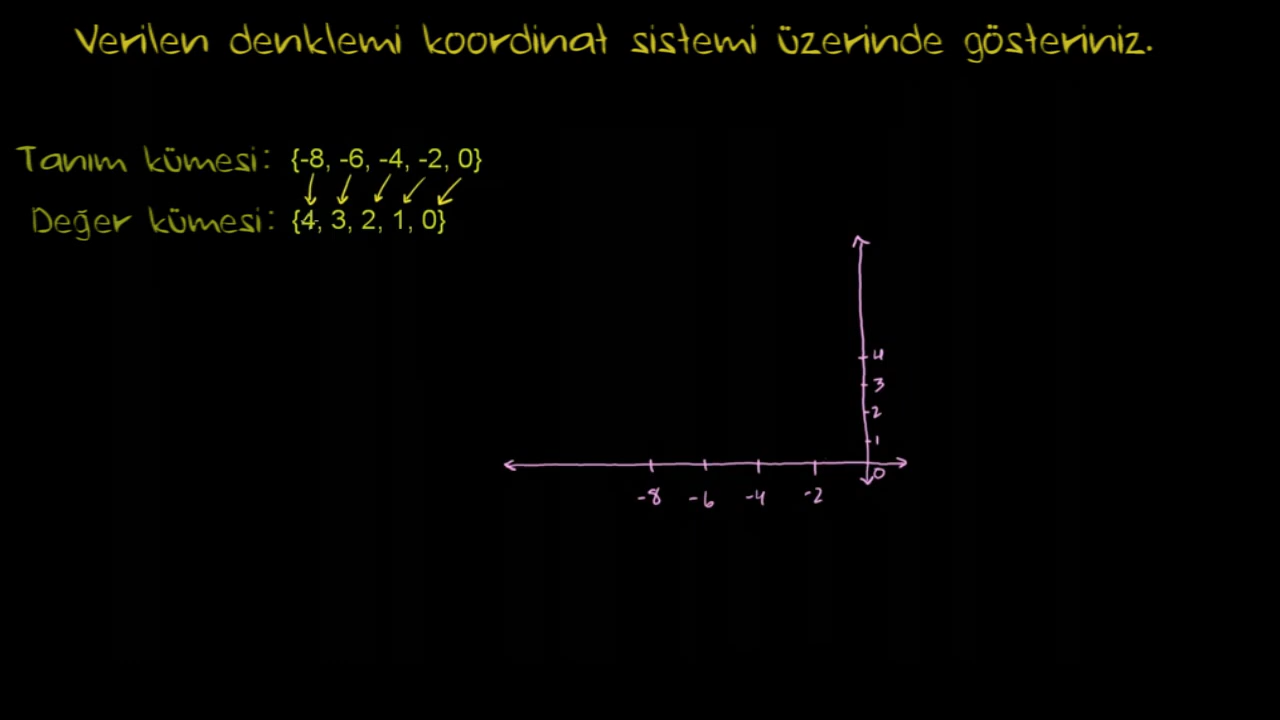 Verilen denklemi koordinat sistemi üzerinde gösteriniz.
Tanım kümesi: {-8, -6, -4, -2, 0}
Değer kümesi: {4, 3, 2, 1, 0}
4
3
2
1
0
-8 -6 -4 -2